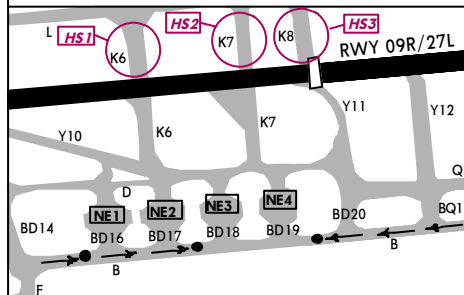 L
HS1
HS2
HS3
K6
K7
K8
RWY 09R/27L
Y10
K6
K7
Y11
Y12
D
Q
NE1
NE2
NE3
NE4
BD14
BD16
BD17
BD18
BD19
BD20
BQ1
B
B
F